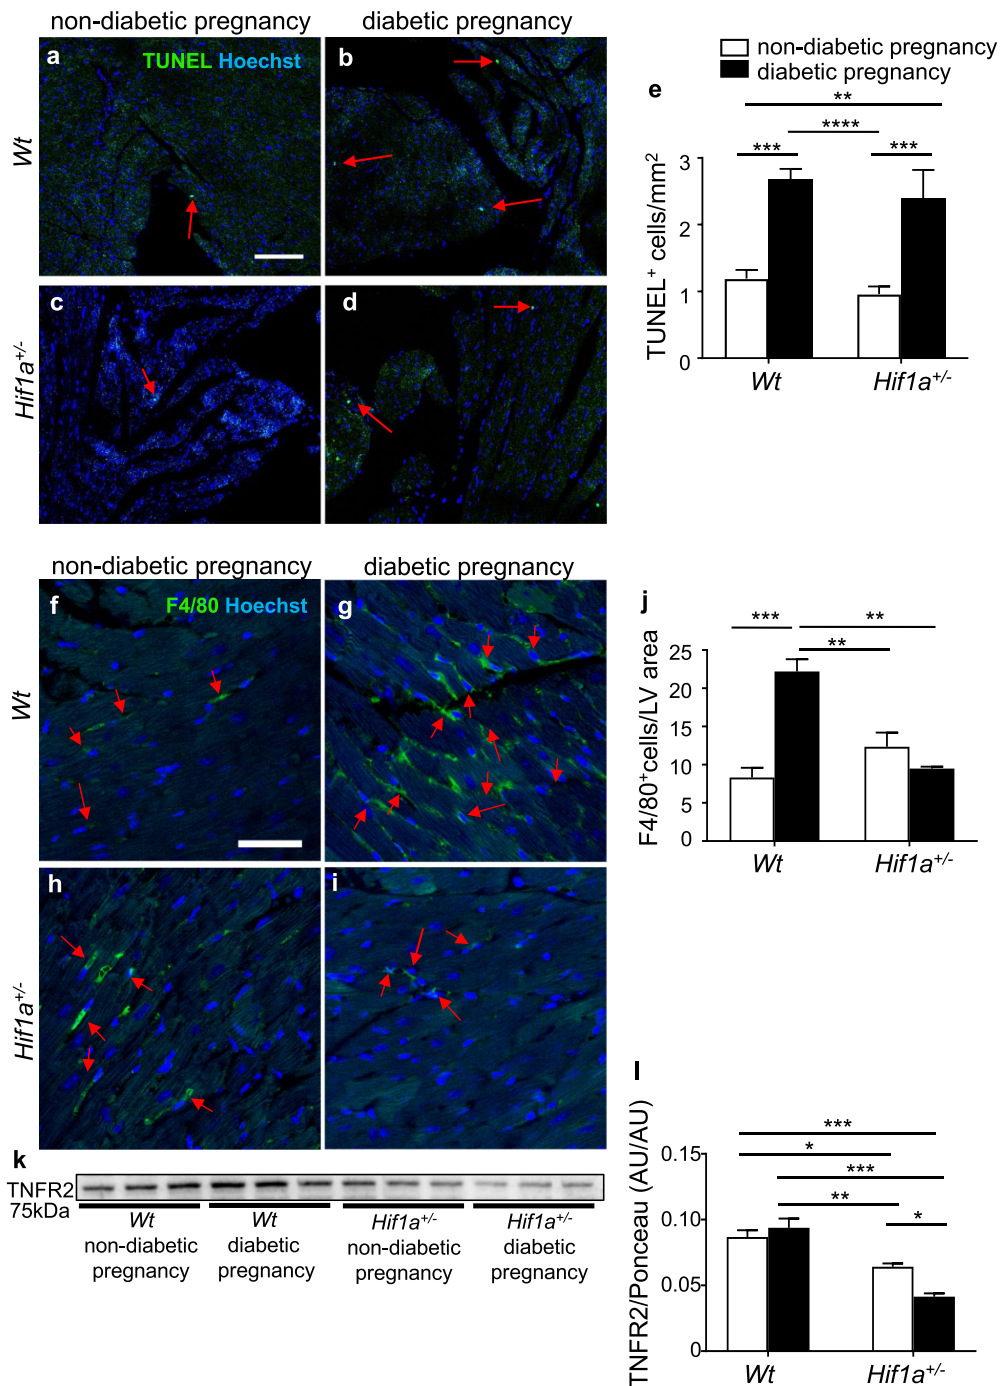 non-diabetic pregnancy diabetic pregnancy
a TUNEL Hoechst b
Wt
c d
Hif1a+/-
non-diabetic pregnancy
diabetic pregnancy
e
**
****
*** ***
TUNEL+ cells/mm2
3
2
1
0
Wt Hif1a+/-
non-diabetic pregnancy diabetic pregnancy
f F4/80 Hoechst g
Wt
h i
Hif1a+/-
j
*** **
**
F4/80+cells/LV area
25
20
15
10
5
0
Wt Hif1a+/-
k
TNFR2
75kDa
Wt Wt Hif1a+/- Hif1a+/-
non-diabetic diabetic non-diabetic diabetic
pregnancy pregnancy pregnancy pregnancy
l
***
*
***
**
*
TNFR2/Ponceau (AU/AU)
0.15
0.10
0.05
0
Wt Hif1a+/-